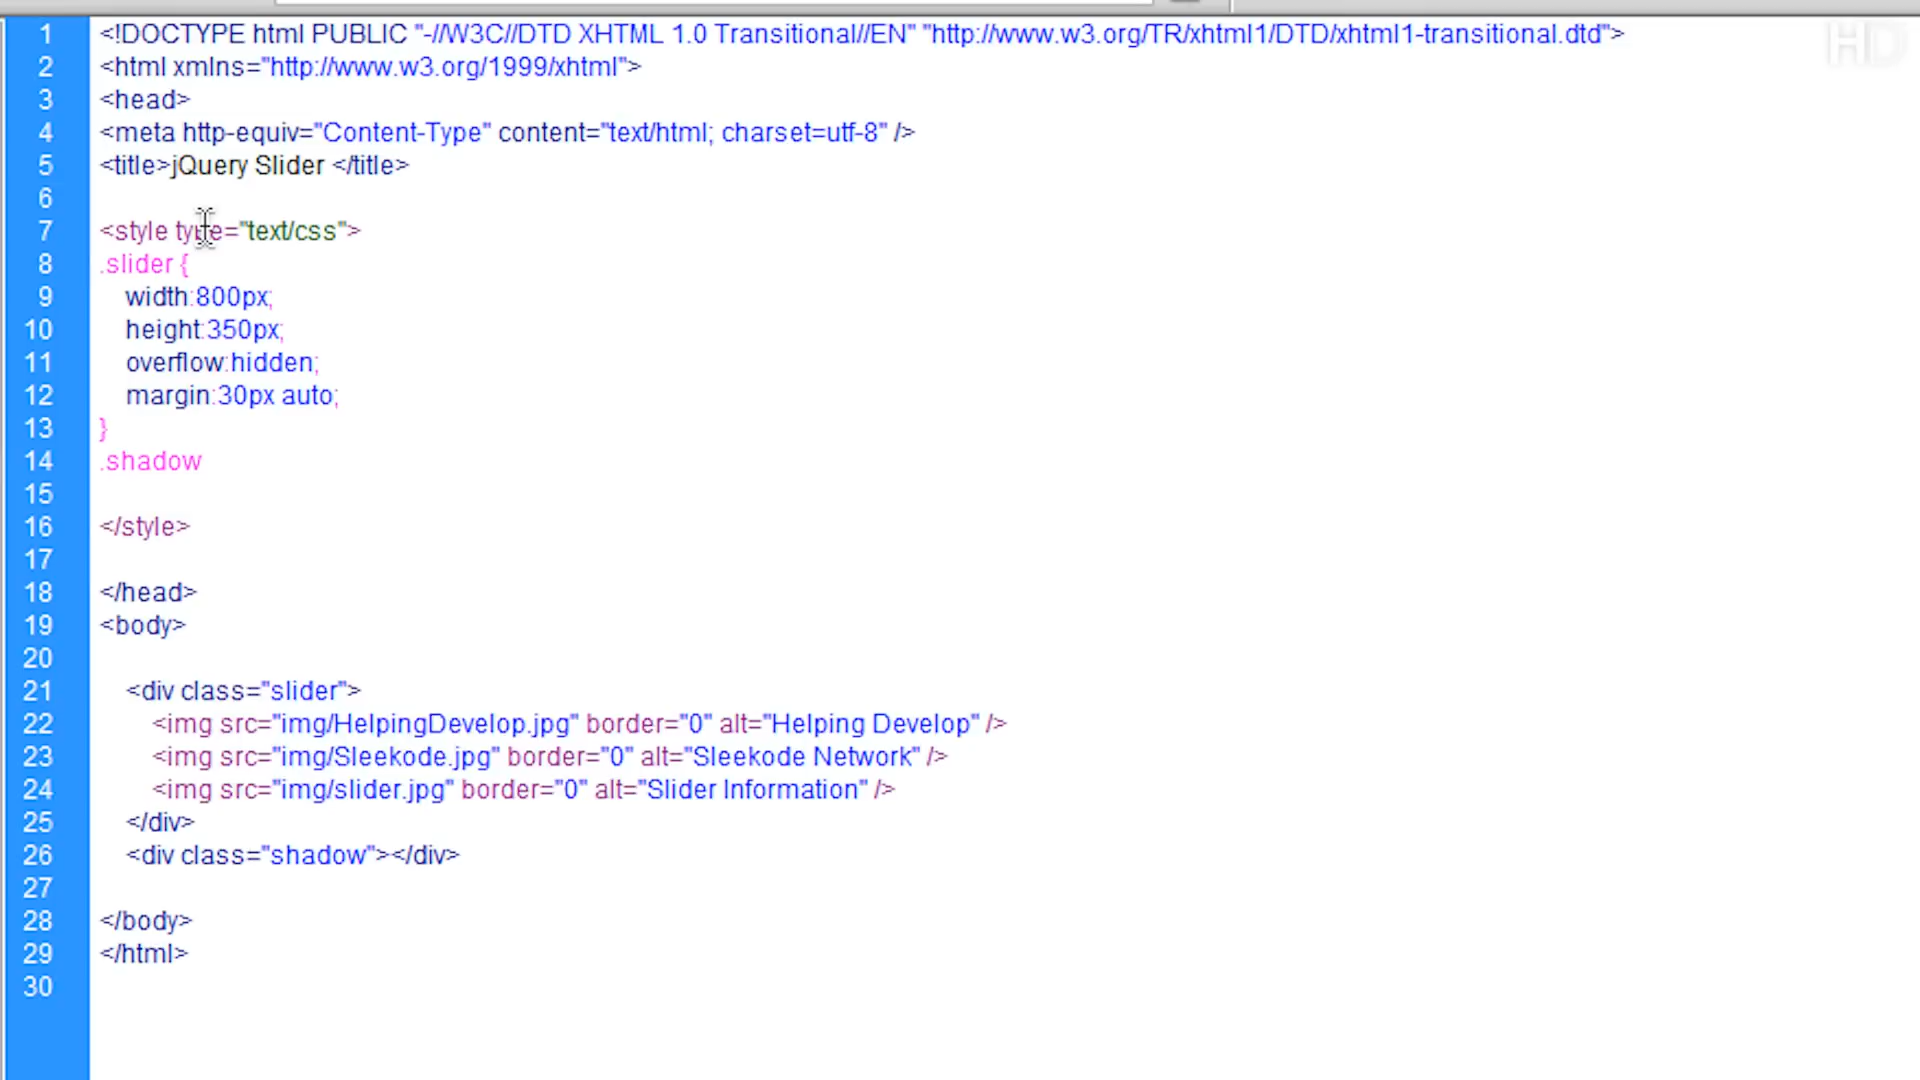 1 <!DOCTYPE html PUBLIC "-//W3C//DTD XHTML 1.0 Transitional//EN" "http://www.w3.org/TR/xhtml1/DTD/xhtml1-transitional.dtd">
HD
2 <html xmlns="http://www.w3.org/1999/xhtml">
3 <head>
4 <meta http-equiv="Content-Type" content="text/html; charset=utf-8" />
5 <title>jQuery Slider </title>
6
7 <style type="text/css">
8 .slider {
9 width:800px;
10 height:350px;
11 overflow:hidden;
12 margin:30px auto;
13 }
14 .shadow
15
16 </style>
17
18 </head>
19 <body>
20
21 <div class="slider">
22 <img src="img/HelpingDevelop.jpg" border="0" alt="Helping Develop" />
23 <img src="img/Sleekode.jpg" border="0" alt="Sleekode Network" />
24 <img src="img/slider.jpg" border="0" alt="Slider Information" />
25 </div>
26 <div class="shadow"></div>
27
28 </body>
29 </html>
30